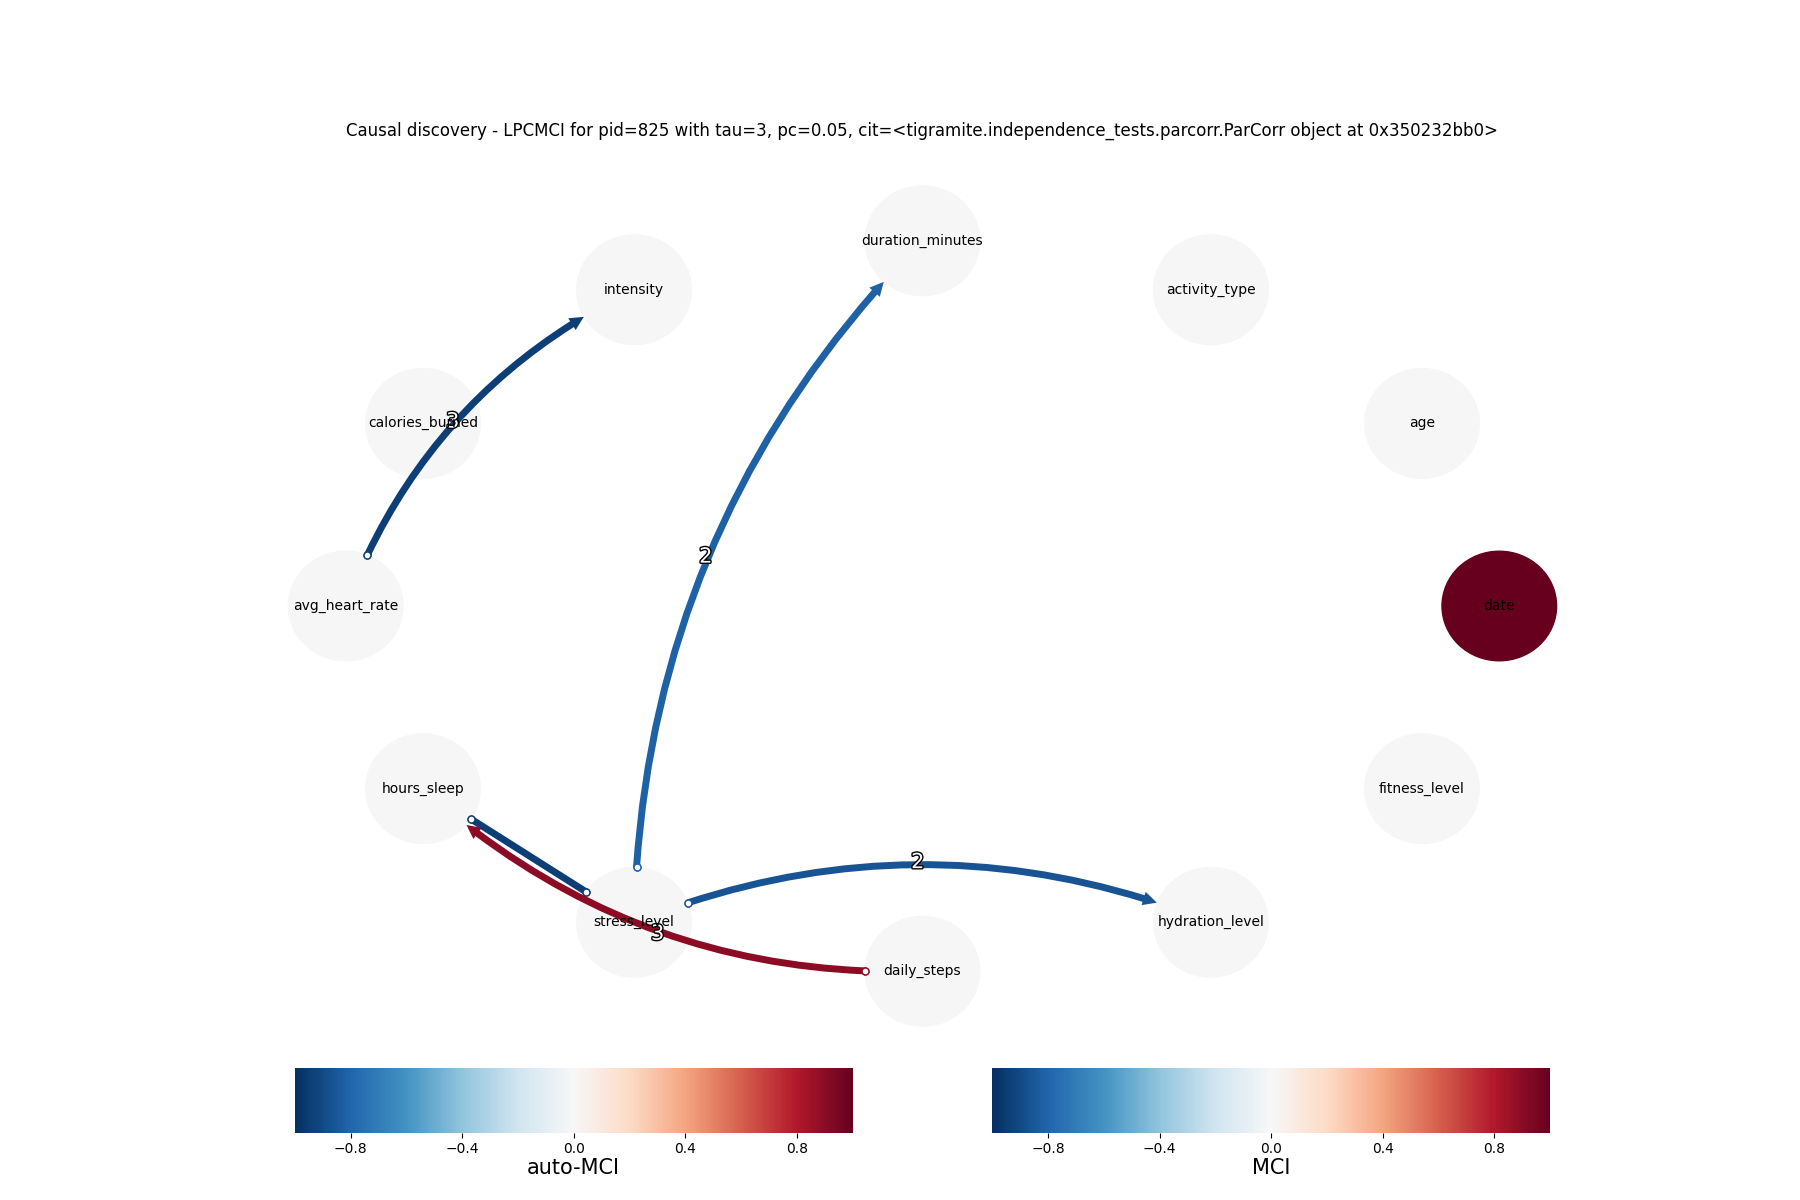 Causal discovery - LPCMCI for pid=825 with tau=3, pc=0.05, cit=<tigramite.independence_tests.parcorr.ParCorr object at 0x350232bb0>
duration_minutes
intensity
activity_type
3
calories_burned
age
2
avg_heart_rate
date
hours_sleep
fitness_level
2
stress_level
hydration_level
3
daily_steps
−0.8 −0.4 0.0 0.4 0.8
auto-MCI
−0.8 −0.4 0.0 0.4 0.8
MCI